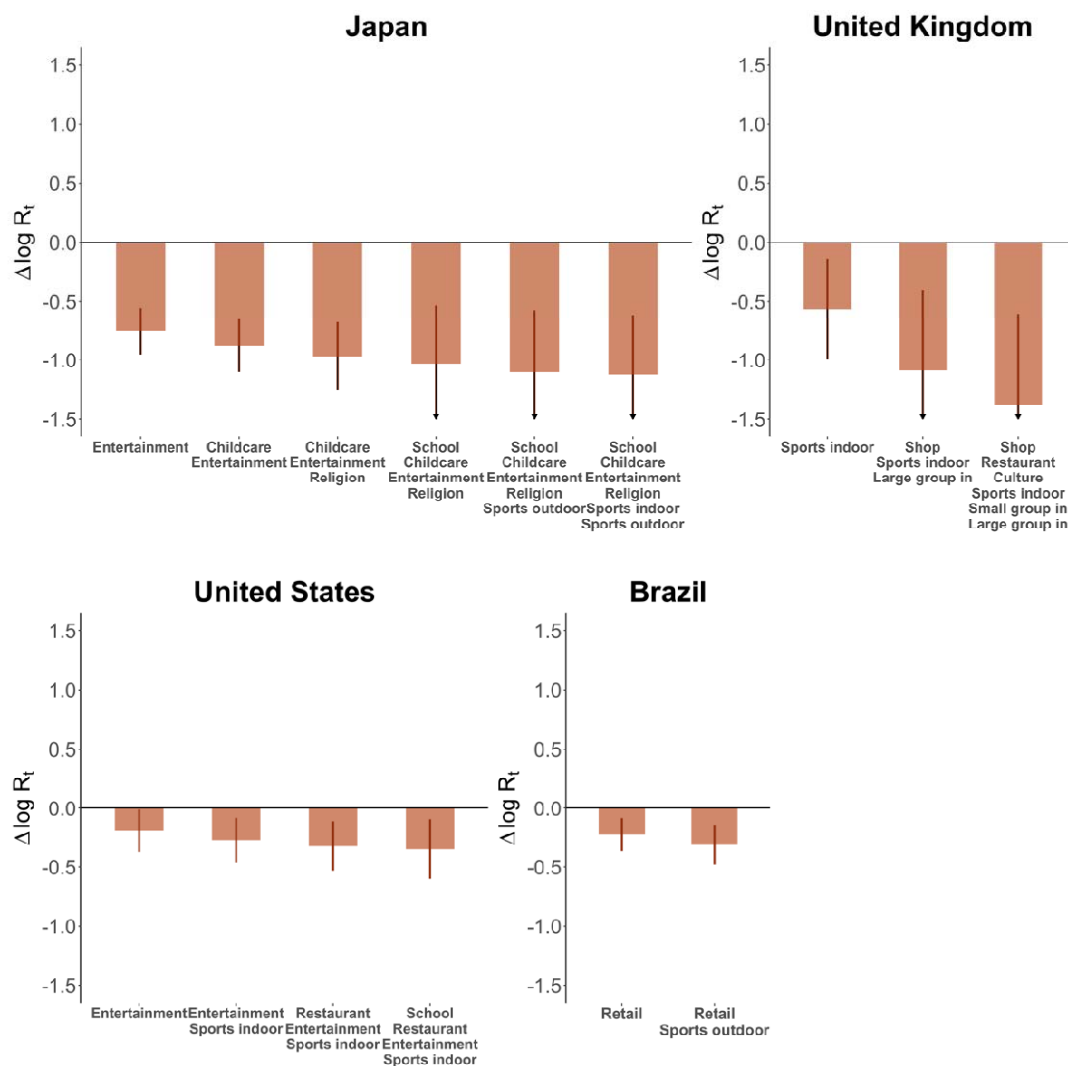 Japan
United Kingdom
1.5
1.0
0.5
0.0
-0.5
-1.0
-1.5
Δlog Rt
Entertainment
Childcare
Entertainment
Childcare
Entertainment
Religion
School
Childcare
Entertainment
Religion
School
Childcare
Entertainment
Religion
Sports outdoor
School
Childcare
Entertainment
Religion
Sports indoor
Sports outdoor
1.5
1.0
0.5
0.0
-0.5
-1.0
-1.5
Δlog Rt
Sports indoor
Shop
Sports indoor
Large group in
Shop
Restaurant
Culture
Sports indoor
Small group in
Large group in
United States
Brazil
1.5
1.0
0.5
0.0
-0.5
-1.0
-1.5
Δlog Rt
Entertainment
Entertainment
Sports indoor
Restaurant
Entertainment
Sports indoor
School
Restaurant
Entertainment
Sports indoor
1.5
1.0
0.5
0.0
-0.5
-1.0
-1.5
Δlog Rt
Retail
Retail
Sports outdoor